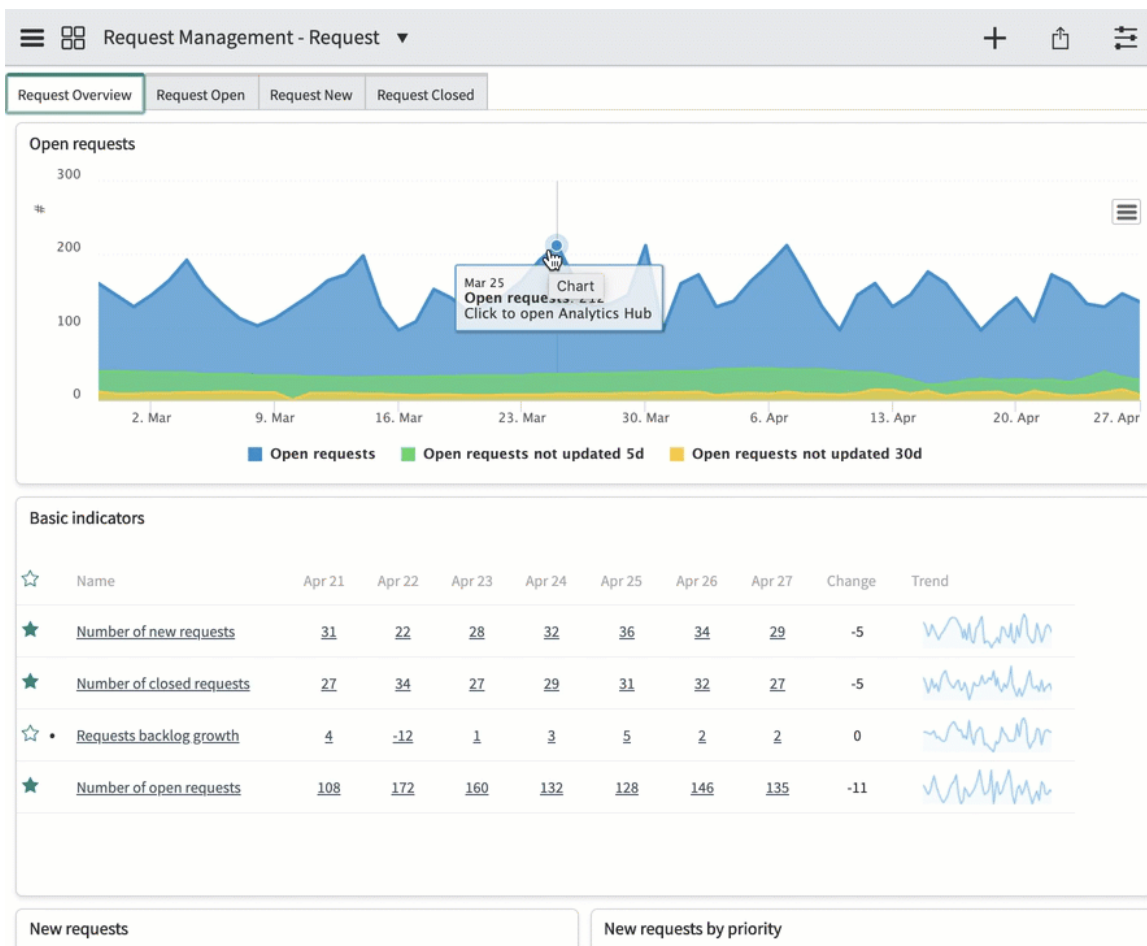 Request Management - Request ▼
Request Overview Request Open Request New Request Closed
Open requests
300
#
200
Mar 25
Chart
Open requests: 212
Click to open Analytics Hub
100
0
2. Mar 9. Mar 16. Mar 23. Mar 30. Mar 6. Apr 13. Apr 20. Apr 27. Apr
Open requests Open requests not updated 5d Open requests not updated 30d
Basic indicators
Name Apr 21 Apr 22 Apr 23 Apr 24 Apr 25 Apr 26 Apr 27 Change Trend
Number of new requests 31 22 28 32 36 34 29 -5
Number of closed requests 27 34 27 29 31 32 27 -5
Requests backlog growth 4 -12 1 3 5 2 2 0
Number of open requests 108 172 160 132 128 146 135 -11
New requests New requests by priority